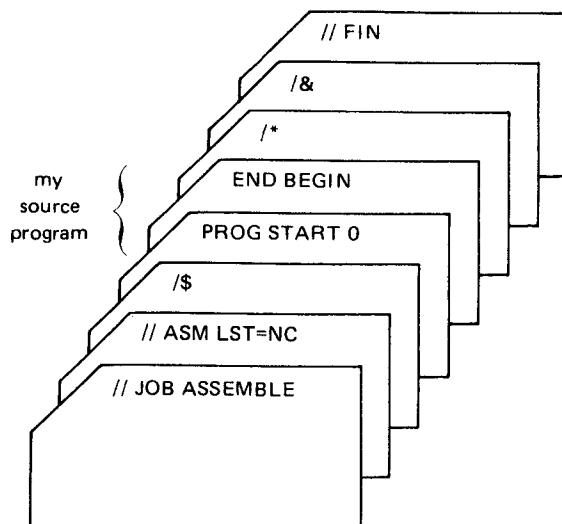 // FIN
/&
/*
my
source
program
END BEGIN
PROG START 0
/$
// ASM LST=NC
// JOB ASSEMBLE